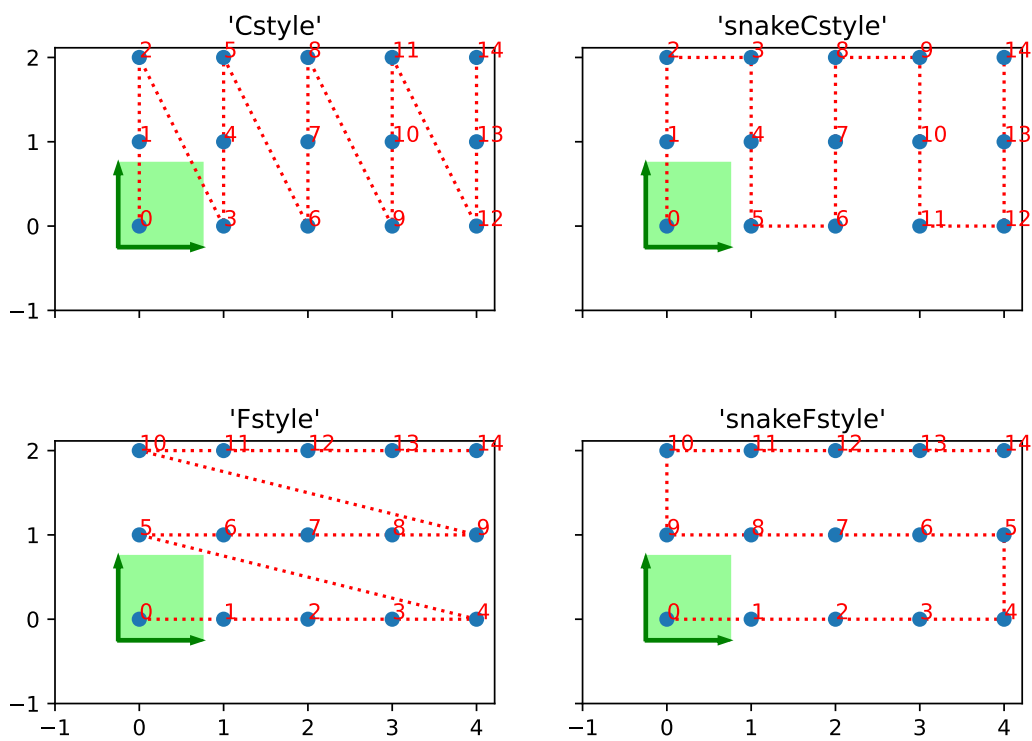 'Cstyle' 'snakeCstyle'
2 2 5 8 11 14 2 3 8 9 14
1 1 4 7 10 13 1 4 7 10 13
0 0 3 6 9 12 0 5 6 11 12
−1
'Fstyle' 'snakeFstyle'
2 10 11 12 13 14 10 11 12 13 14
1 5 6 7 8 9 9 8 7 6 5
0 0 1 2 3 4 0 1 2 3 4
−1
−1 0 1 2 3 4 −1 0 1 2 3 4